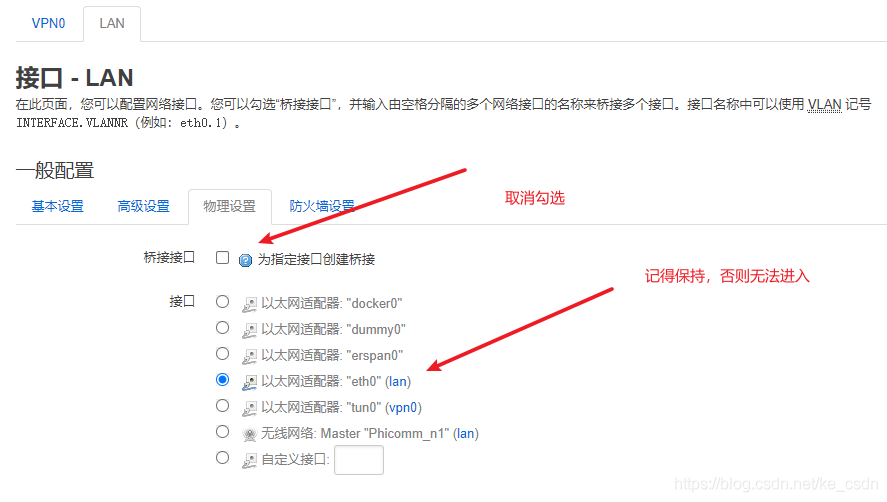 VPN0 LAN
接口 - LAN
在此页面，您可以配置网络接口。您可以勾选“桥接接口”，并输入由空格分隔的多个网络接口的名称来桥接多个接口。接口名称中可以使用 VLAN 记号
INTERFACE.VLANNR（例如：eth0.1）。
一般配置
基本设置 高级设置 物理设置 防火墙设置
取消勾选
桥接接口 为指定接口创建桥接
记得保持，否则无法进入
接口 以太网适配器: "docker0"
以太网适配器: "dummy0"
以太网适配器: "erspan0"
以太网适配器: "eth0" (lan)
以太网适配器: "tun0" (vpn0)
无线网络: Master "Phicomm_n1" (lan)
自定义接口:
https://blog.csdn.net/ke_csdn